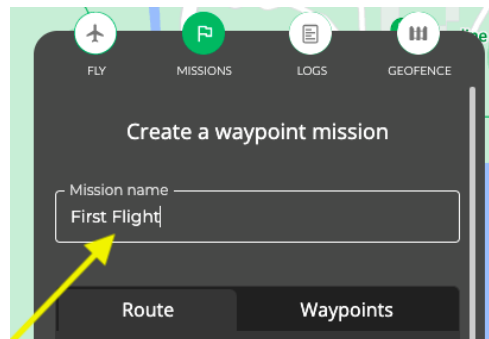 FLY MISSIONS LOGS GEOFENCE
Create a waypoint mission
Mission name
First Flight
Route Waypoints